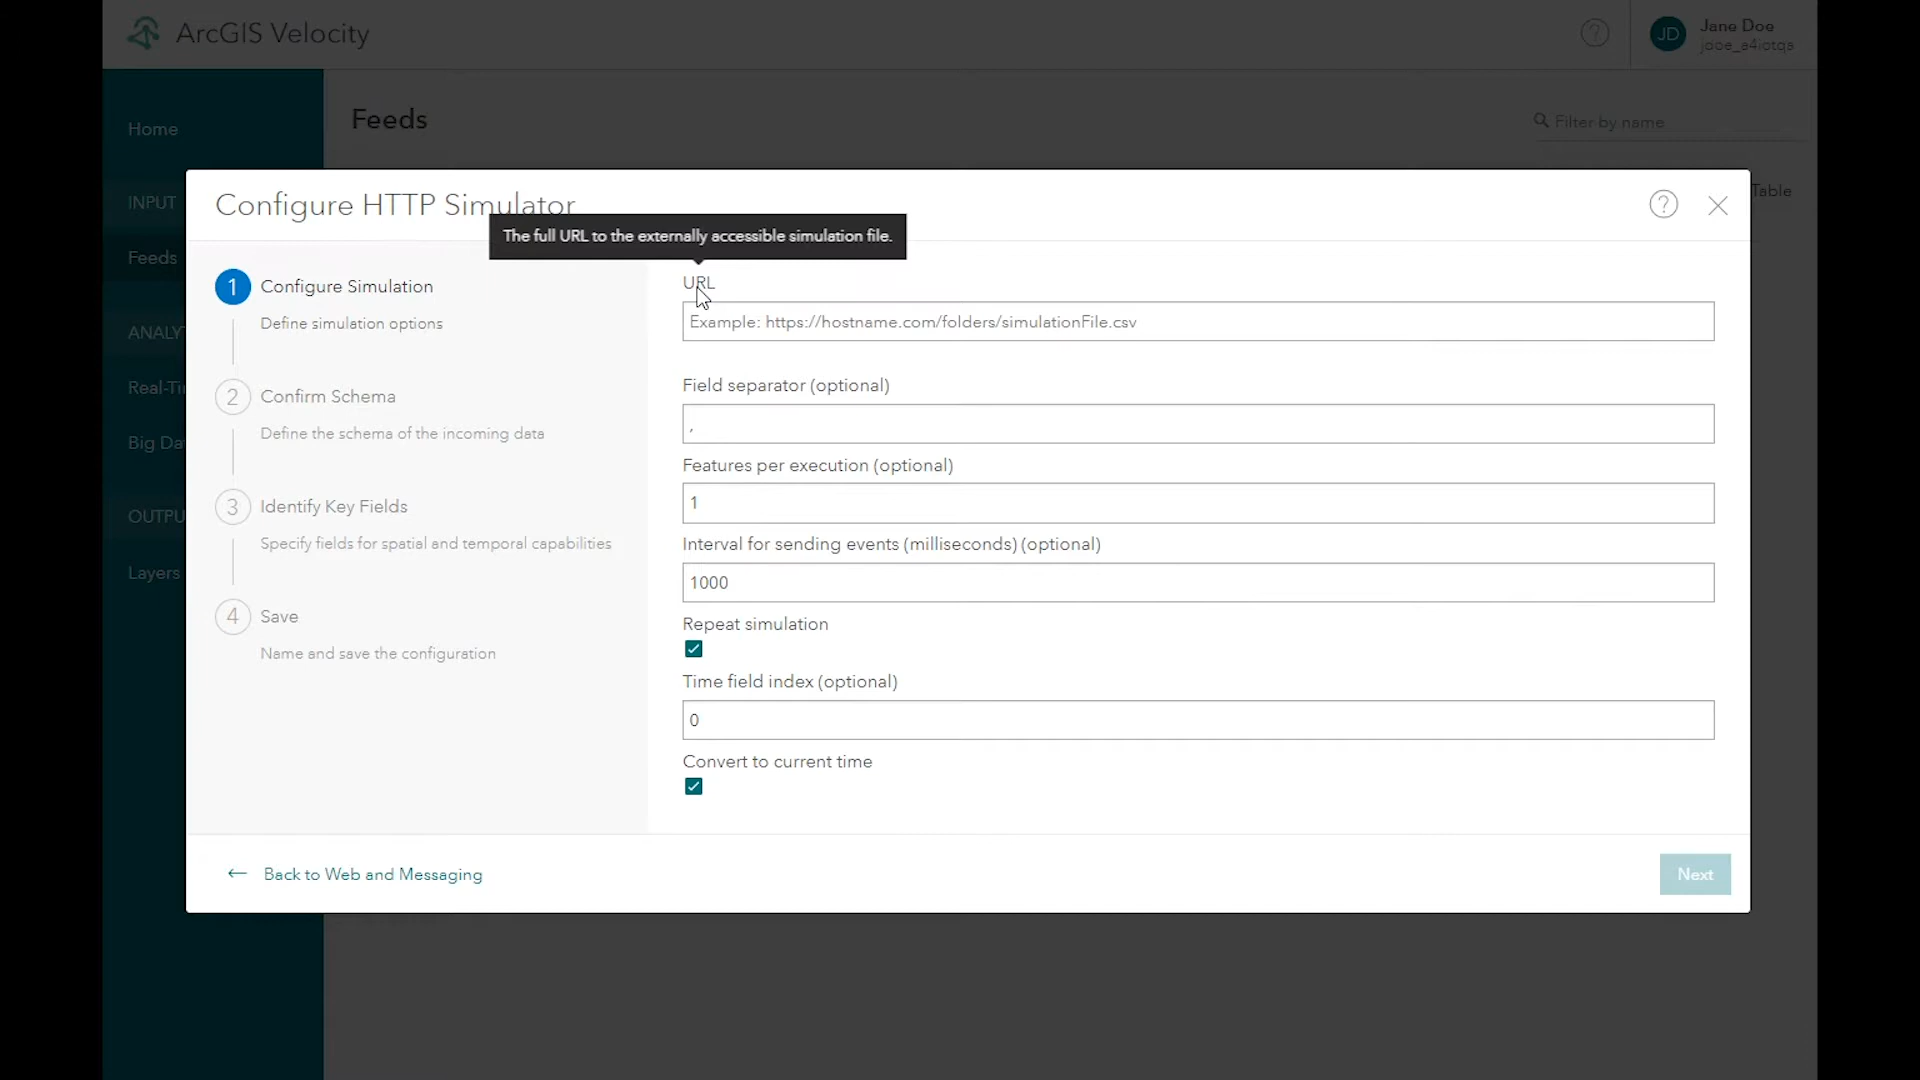 ArcGIS Velocity
JD
Jane Doe
jdoe_a4iotqa
Home
Feeds
Filter by name
INPUT
Table
Configure HTTP Simulator
The full URL to the externally accessible simulation file.
Feeds
1
Configure Simulation
Define simulation options
URL
Example: https://hostname.com/folders/simulationFile.csv
ANALY
Real-Ti
2
Confirm Schema
Define the schema of the incoming data
Field separator (optional)
,
Big Da
Features per execution (optional)
1
OUTPU
3
Identify Key Fields
Specify fields for spatial and temporal capabilities
Interval for sending events (milliseconds) (optional)
1000
Layers
4
Save
Name and save the configuration
Repeat simulation
Time field index (optional)
0
Convert to current time
Back to Web and Messaging
Next